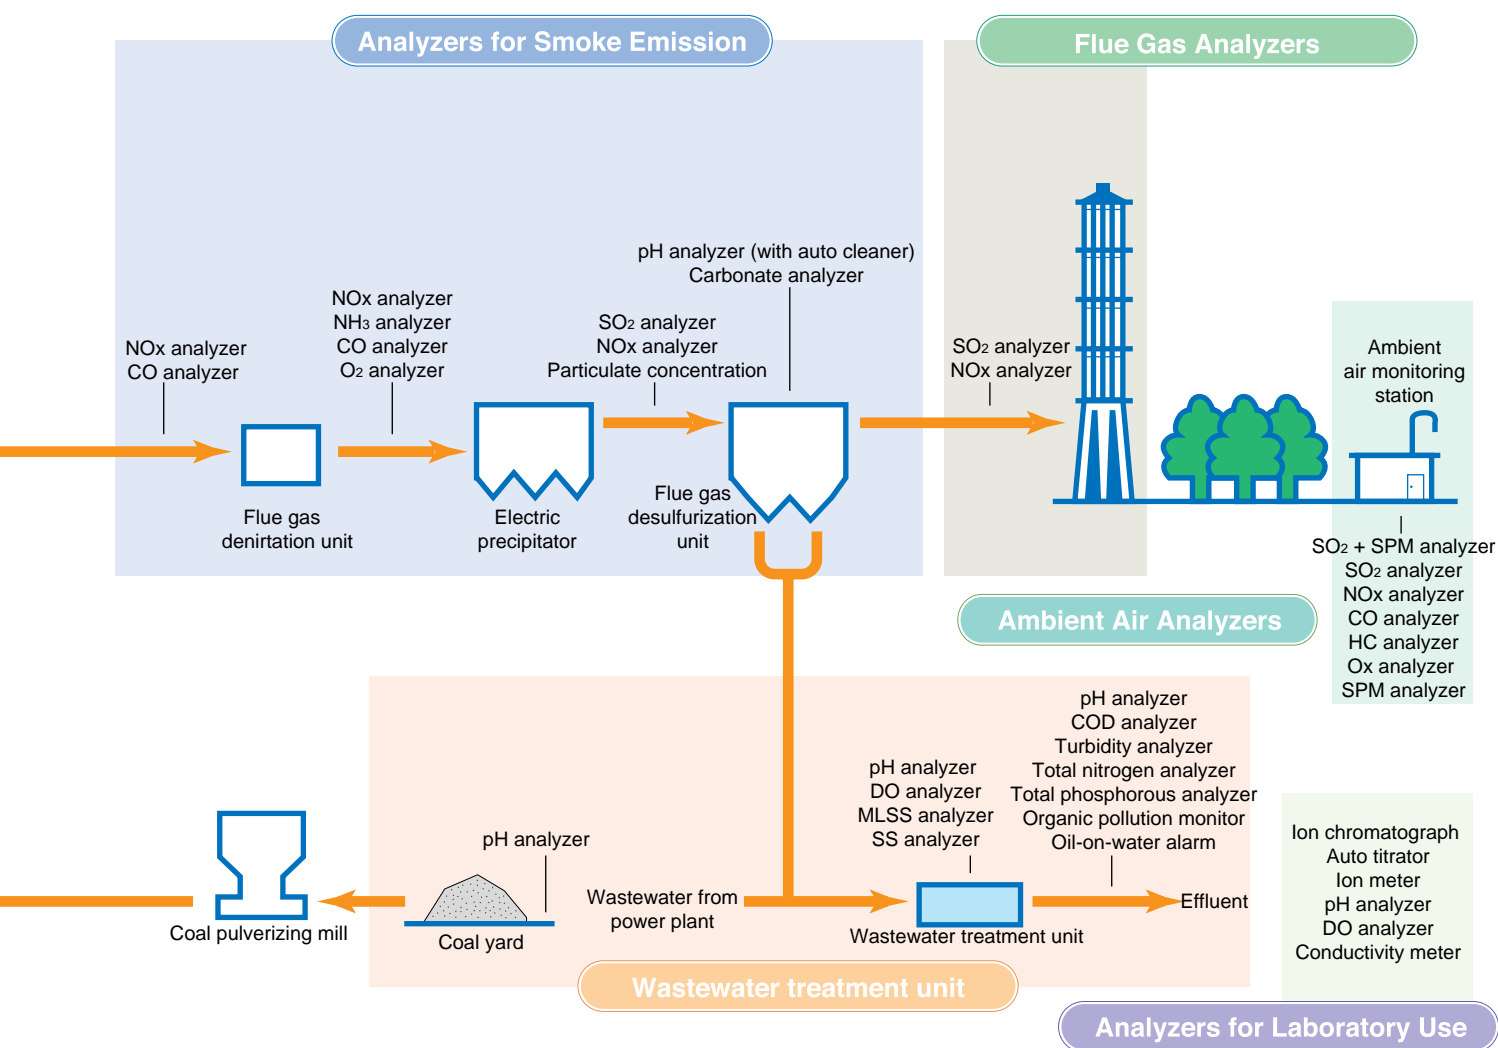 Analyzers for Smoke Emission
Flue Gas Analyzers
pH analyzer (with auto cleaner)
Carbonate analyzer
NOx analyzer
NH3 analyzer
CO analyzer
O2 analyzer
SO2 analyzer
NOx analyzer
Particulate concentration
NOx analyzer
CO analyzer
SO2 analyzer
NOx analyzer
Ambient
air monitoring
station
Flue gas
denirtation unit
Electric
precipitator
Flue gas
desulfurization
unit
SO2 + SPM analyzer
SO2 analyzer
NOx analyzer
CO analyzer
HC analyzer
Ox analyzer
SPM analyzer
Ambient Air Analyzers
pH analyzer
COD analyzer
Turbidity analyzer
Total nitrogen analyzer
Total phosphorous analyzer
Organic pollution monitor
Oil-on-water alarm
pH analyzer
DO analyzer
MLSS analyzer
SS analyzer
pH analyzer
Wastewater from
power plant
Effluent
Coal pulverizing mill
Coal yard
Wastewater treatment unit
Ion chromatograph
Auto titrator
Ion meter
pH analyzer
DO analyzer
Conductivity meter
Wastewater treatment unit
Analyzers for Laboratory Use